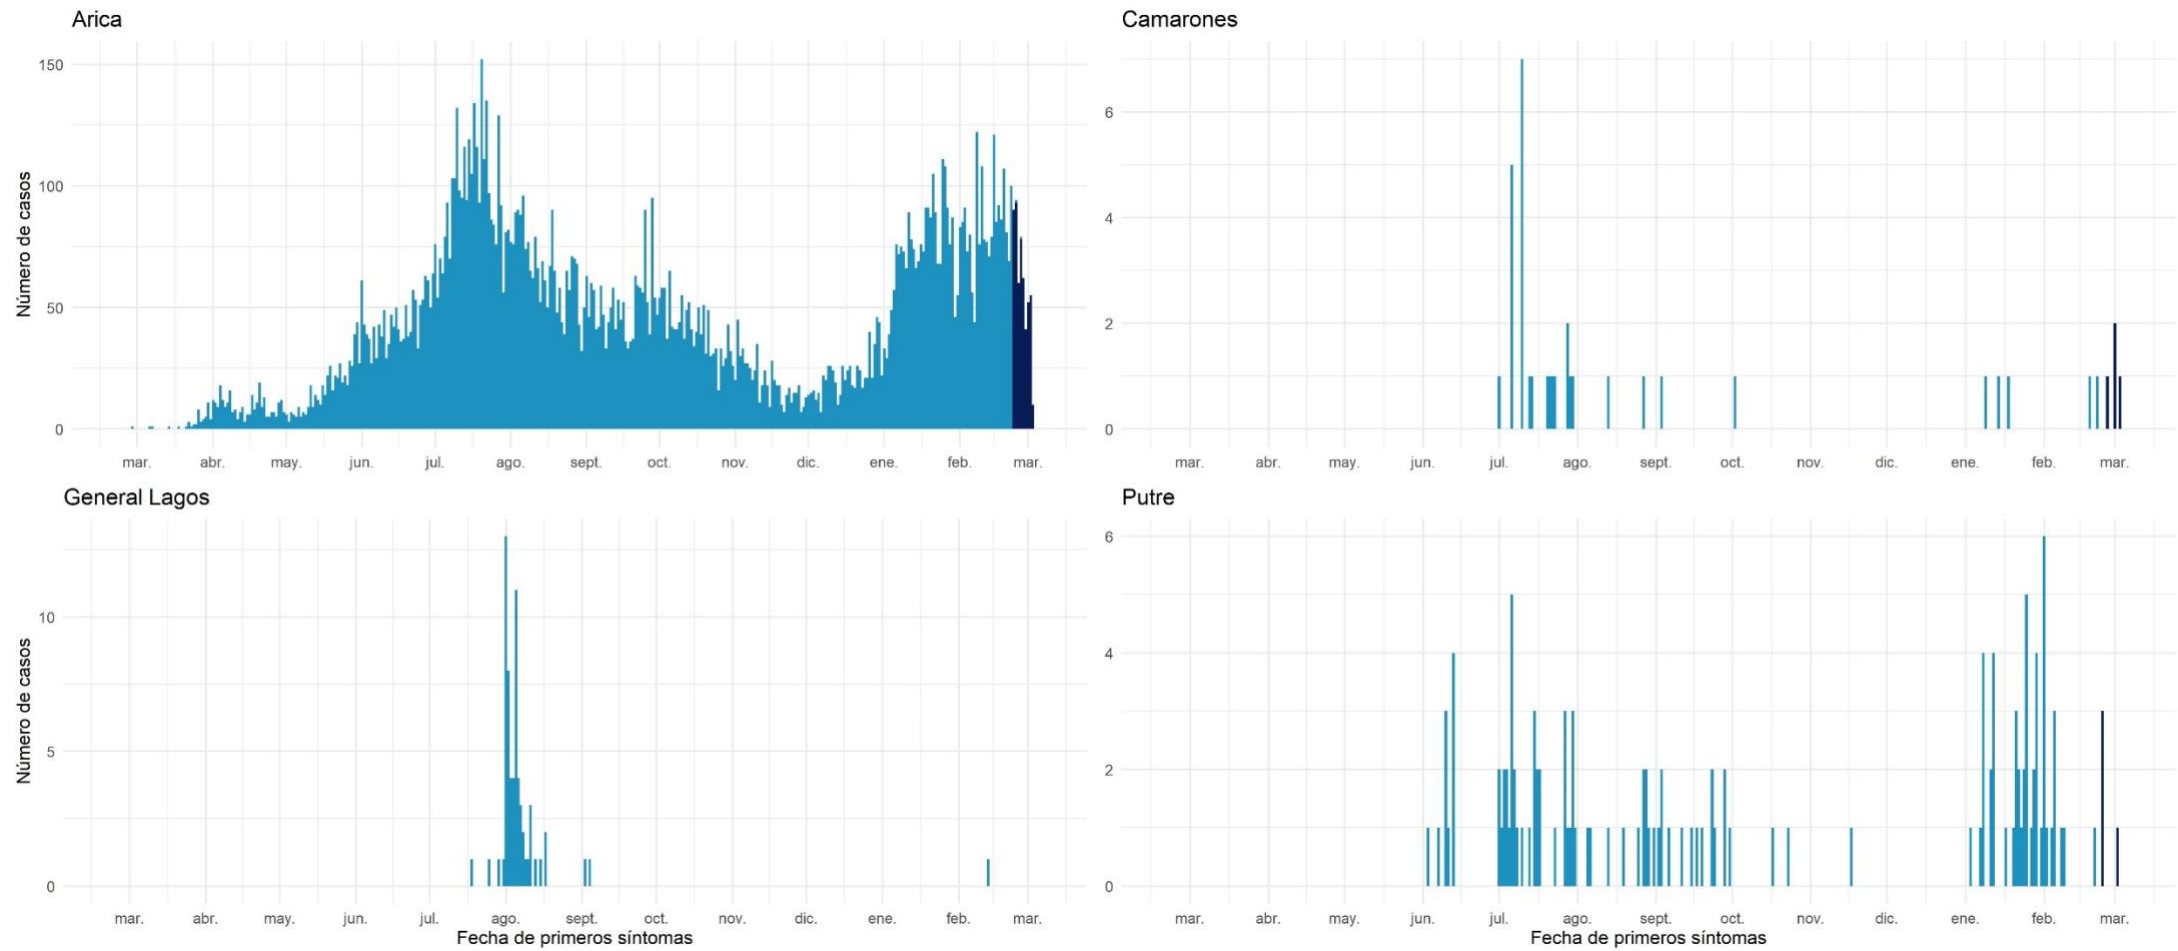 Arica
Número de casos
150
100
50
0
mar. abr. may. jun. jul. ago. sept. oct. nov. dic. ene. feb. mar.
Camarones
6
4
2
0
mar. abr. may. jun. jul. ago. sept. oct. nov. dic. ene. feb. mar.
General Lagos
Número de casos
10
5
0
mar. abr. may. jun. jul. ago. sept. oct. nov. dic. ene. feb. mar.
Fecha de primeros síntomas
Putre
6
4
2
0
mar. abr. may. jun. jul. ago. sept. oct. nov. dic. ene. feb. mar.
Fecha de primeros síntomas